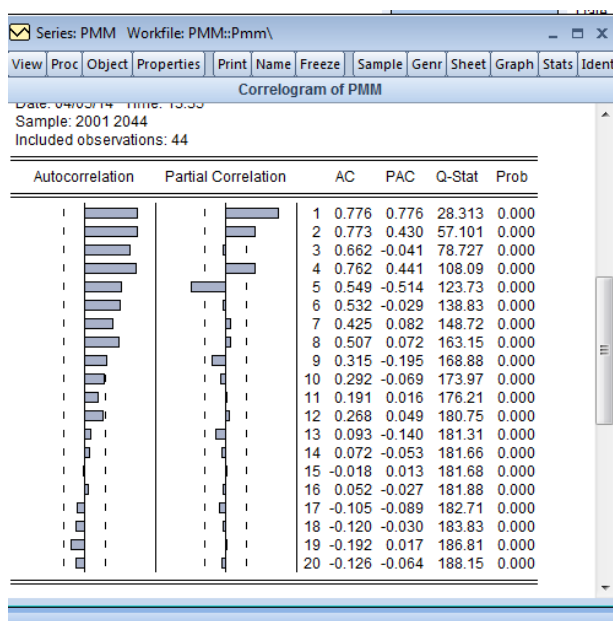 Series: PMM Workfile: PMM::Pmm\
View Proc Object Properties Print Name Freeze Sample Genr Sheet Graph Stats Ident
Correlogram of PMM
Sample: 2001 2044
Included observations: 44
Autocorrelation Partial Correlation AC PAC Q-Stat Prob
1 0.776 0.776 28.313 0.000
2 0.773 0.430 57.101 0.000
3 0.662 -0.041 78.727 0.000
4 0.762 0.441 108.09 0.000
5 0.549 -0.514 123.73 0.000
6 0.532 -0.029 138.83 0.000
7 0.425 0.082 148.72 0.000
8 0.507 0.072 163.15 0.000
9 0.315 -0.195 168.88 0.000
10 0.292 -0.069 173.97 0.000
11 0.191 0.016 176.21 0.000
12 0.268 0.049 180.75 0.000
13 0.093 -0.140 181.31 0.000
14 0.072 -0.053 181.66 0.000
15 -0.018 0.013 181.68 0.000
16 0.052 -0.027 181.88 0.000
17 -0.105 -0.089 182.71 0.000
18 -0.120 -0.030 183.83 0.000
19 -0.192 0.017 186.81 0.000
20 -0.126 -0.064 188.15 0.000